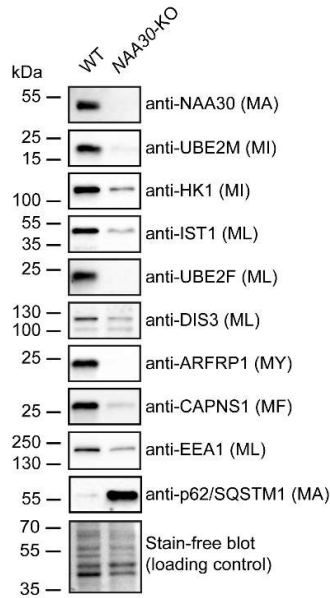 kDa WT NAA30-KO
55 anti-NAA30 (MA)
25 anti-UBE2M (MI)
15
anti-HK1 (MI)
100
55 anti-IST1 (ML)
35
25 anti-UBE2F (ML)
130 anti-DIS3 (ML)
100
25 anti-ARFRP1 (MY)
anti-CAPNS1 (MF)
25
250 anti-EEA1 (ML)
130
anti-p62/SQSTM1 (MA)
55
70
55 Stain-free blot
(loading control)
35